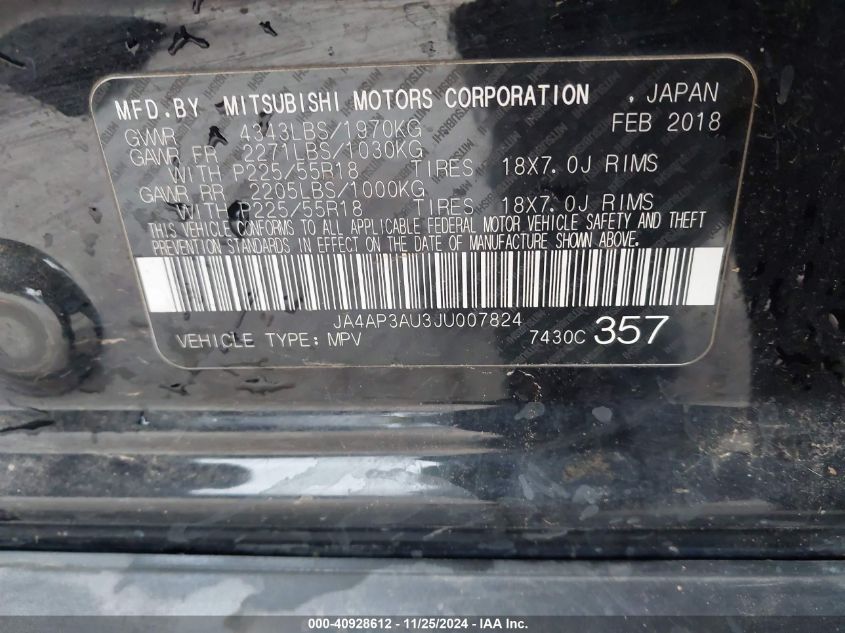 MFD.BY MITSUBISHI MOTORS CORPORATION , JAPAN
GVWR 4343LBS/1970KG FEB 2018
GAWR FR 2271LBS/1030KG
WITH P225/55R18 TIRES 18X7.0J RIMS
GAWR RR 2205LBS/1000KG
WITH P225/55R18 TIRES 18X7.0J RIMS
THIS VEHICLE CONFORMS TO ALL APPLICABLE FEDERAL MOTOR VEHICLE SAFETY AND THEFT
PREVENTION STANDARDS IN EFFECT ON THE DATE OF MANUFACTURE SHOWN ABOVE.
JA4AP3AU3JU007824
VEHICLE TYPE: MPV 7430C 357
000-40928612 - 11/25/2024 - IAA Inc.